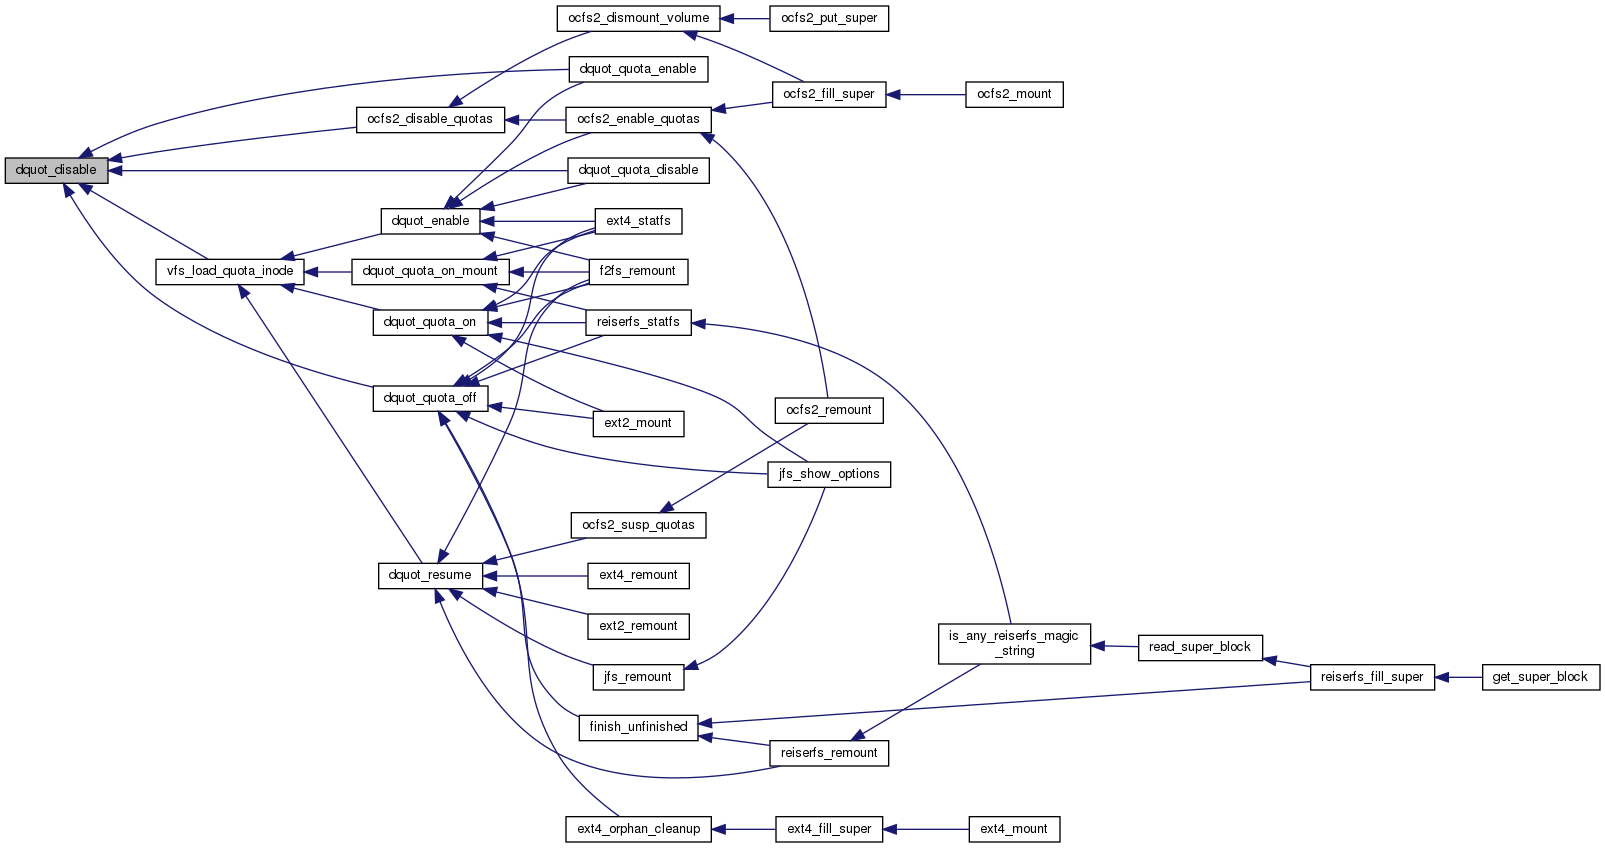 ocfs2_dismount_volume
ocfs2_put_super
dquot_quota_enable
ocfs2_fill_super
ocfs2_mount
ocfs2_disable_quotas
ocfs2_enable_quotas
dquot_disable
dquot_quota_disable
dquot_enable
ext4_statfs
vfs_load_quota_inode
dquot_quota_on_mount
f2fs_remount
dquot_quota_on
reiserfs_statfs
dquot_quota_off
ocfs2_remount
ext2_mount
jfs_show_options
ocfs2_susp_quotas
dquot_resume
ext4_remount
ext2_remount
is_any_reiserfs_magic
_string
read_super_block
jfs_remount
reiserfs_fill_super
get_super_block
finish_unfinished
reiserfs_remount
ext4_orphan_cleanup
ext4_fill_super
ext4_mount